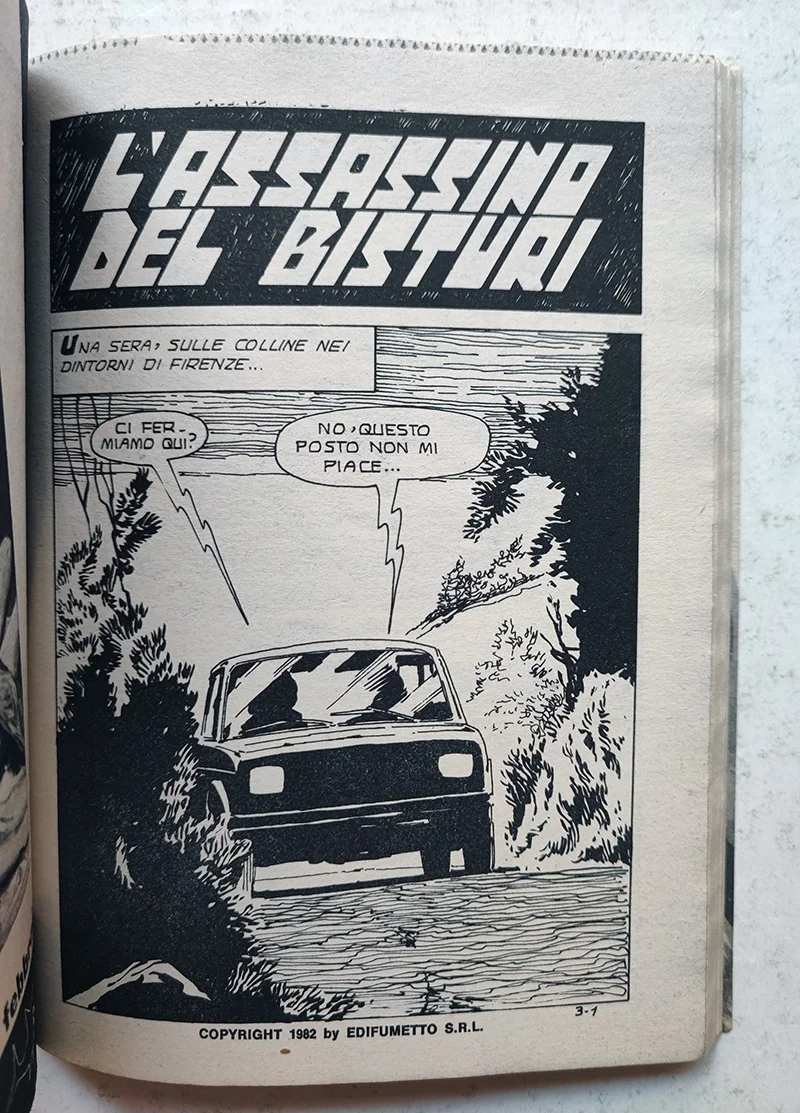 L'ASSASSINO
DEL BISTURI
UNA SERA, SULLE COLLINE NEI
DINTORNI DI FIRENZE...
CI FER-
MIAMO QUI?
NO, QUESTO
POSTO NON MI
PIACE...
3-1
COPYRIGHT 1982 by EDIFUMETTO S.R.L.